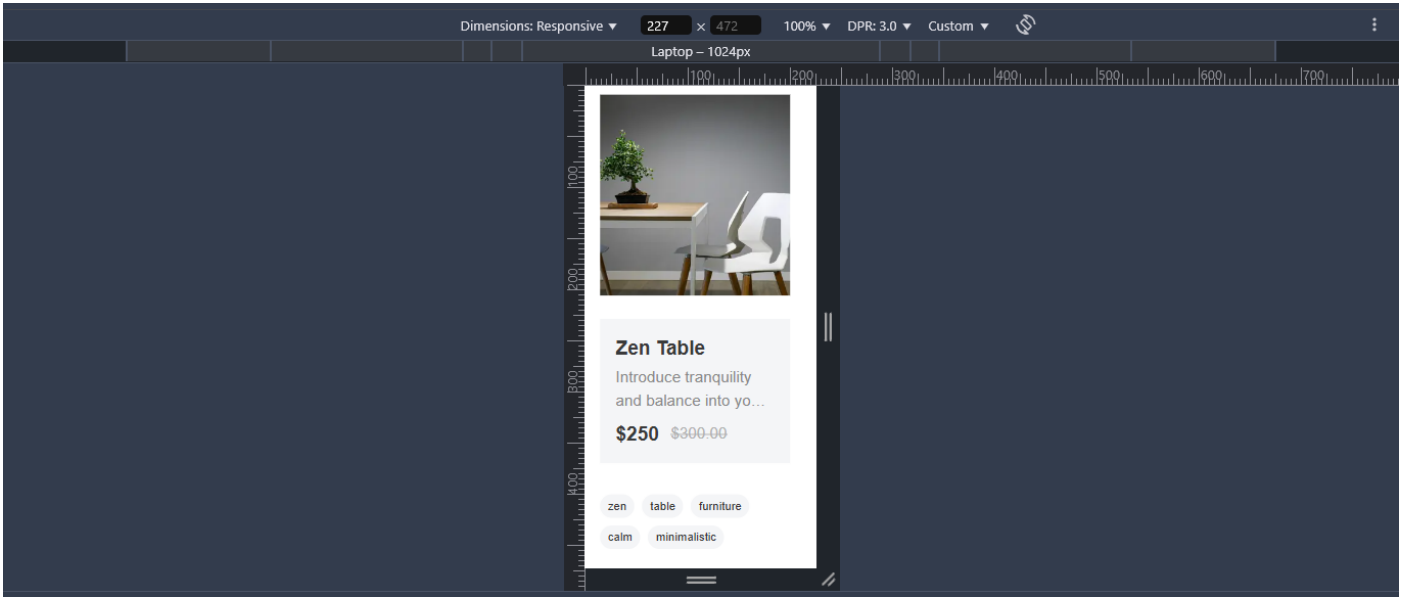 Dimensions: Responsive ▼ 227 × 472 100% ▼ DPR: 3.0 ▼ Custom ▼
Laptop – 1024px
100 200 300 400 500 600 700
100
200
Zen Table
300
Introduce tranquility
and balance into yo...
$250 $300.00
400
zen table furniture
calm minimalistic